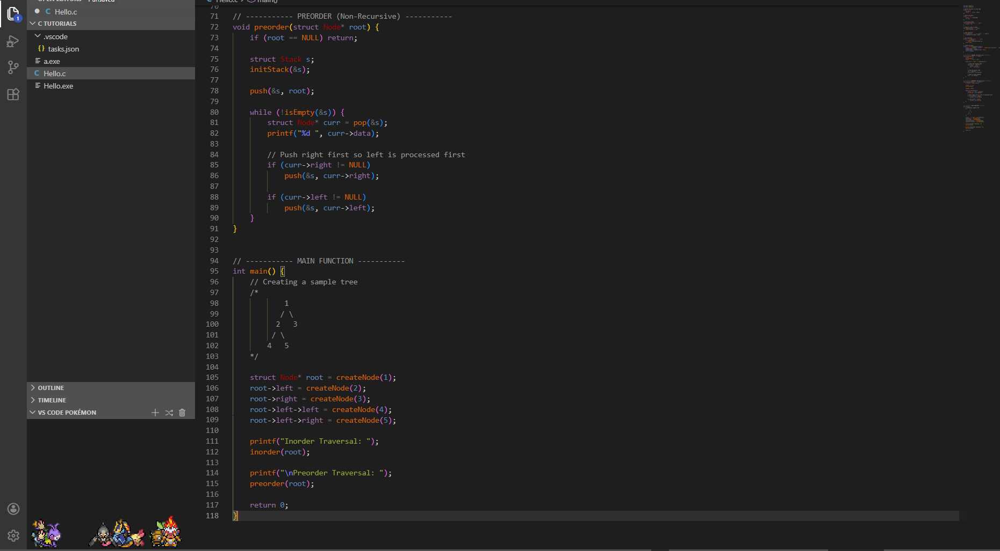 OPEN EDITORS 1 unsaved
Hello.c
C TUTORIALS
.vscode
tasks.json
a.exe
Hello.c
Hello.exe
OUTLINE
TIMELINE
VS CODE POKÉMON
1
Hello.c > main()
70
71 // ----------- PREORDER (Non-Recursive) -----------
72 void preorder(struct Node* root) {
73     if (root == NULL) return;
74
75     struct Stack s;
76     initStack(&s);
77
78     push(&s, root);
79
80     while (!isEmpty(&s)) {
81         struct Node* curr = pop(&s);
82         printf("%d ", curr->data);
83
84         // Push right first so left is processed first
85         if (curr->right != NULL)
86             push(&s, curr->right);
87
88         if (curr->left != NULL)
89             push(&s, curr->left);
90     }
91 }
92
93
94 // ----------- MAIN FUNCTION -----------
95 int main() {
96     // Creating a sample tree
97     /*
98             1
99            / \
100           2   3
101          / \
102         4   5
103     */
104
105     struct Node* root = createNode(1);
106     root->left = createNode(2);
107     root->right = createNode(3);
108     root->left->left = createNode(4);
109     root->left->right = createNode(5);
110
111     printf("Inorder Traversal: ");
112     inorder(root);
113
114     printf("\nPreorder Traversal: ");
115     preorder(root);
116
117     return 0;
118 }